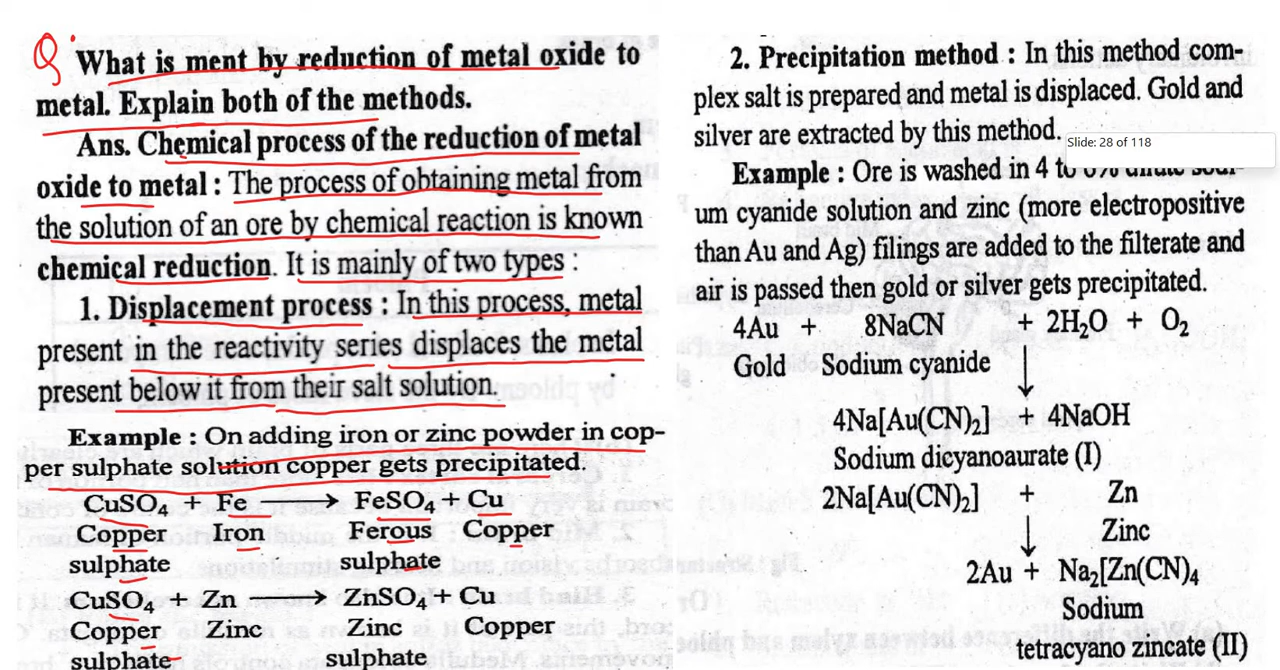 Q. What is ment by reduction of metal oxide to
metal. Explain both of the methods.
Ans. Chemical process of the reduction of metal
oxide to metal : The process of obtaining metal from
the solution of an ore by chemical reaction is known
chemical reduction. It is mainly of two types :
1. Displacement process : In this process, metal
present in the reactivity series displaces the metal
present below it from their salt solution.
Example : On adding iron or zinc powder in cop-
per sulphate solution copper gets precipitated.
CuSO₄ + Fe ⟶ FeSO₄ + Cu
Copper Iron Ferous Copper
sulphate sulphate
CuSO₄ + Zn ⟶ ZnSO₄ + Cu
Copper Zinc Zinc Copper
sulphate sulphate
2. Precipitation method : In this method com-
plex salt is prepared and metal is displaced. Gold and
silver are extracted by this method.
Slide: 28 of 118
Example : Ore is washed in 4 to
um cyanide solution and zinc (more electropositive
than Au and Ag) filings are added to the filterate and
air is passed then gold or silver gets precipitated.
4Au + 8NaCN + 2H₂O + O₂
Gold Sodium cyanide ↓
4Na[Au(CN)₂] + 4NaOH
Sodium dicyanoaurate (I)
2Na[Au(CN)₂] + Zn
↓ Zinc
2Au + Na₂[Zn(CN)₄
Sodium
tetracyano zincate (II)